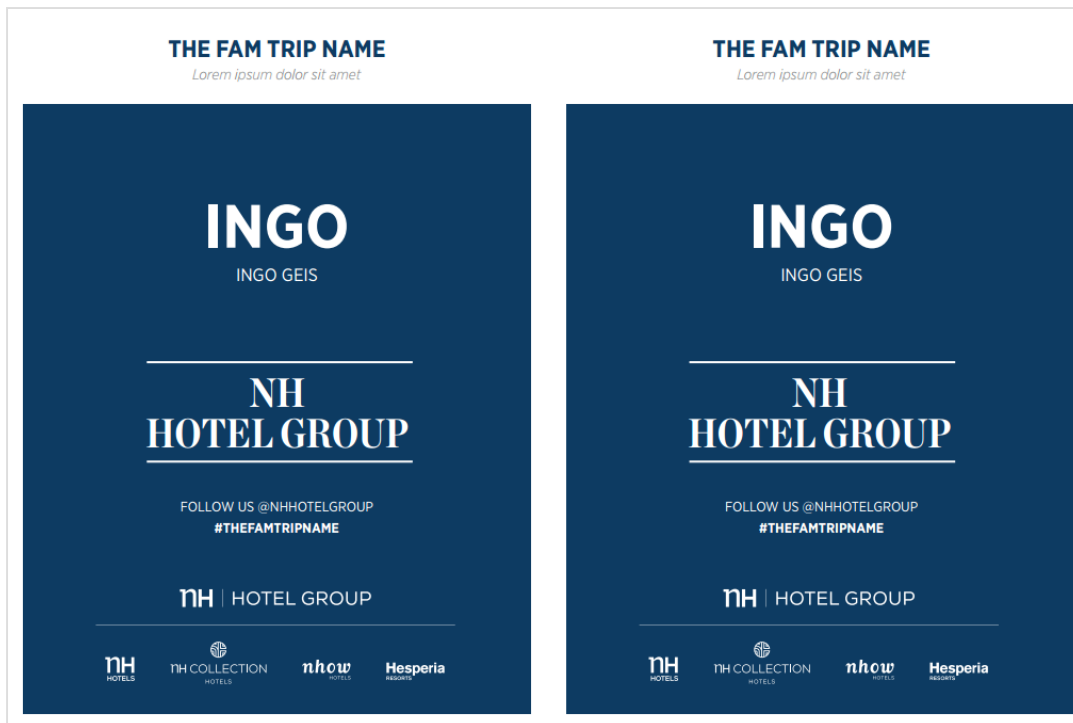 THE FAM TRIP NAME
Lorem ipsum dolor sit amet
INGO
INGO GEIS
NH
HOTEL GROUP
FOLLOW US @NHHOTELGROUP
#THEFAMTRIPNAME
NH | HOTEL GROUP
NH
HOTELS
NH COLLECTION
HOTELS
nhow
HOTELS
Hesperia
RESORTS
THE FAM TRIP NAME
Lorem ipsum dolor sit amet
INGO
INGO GEIS
NH
HOTEL GROUP
FOLLOW US @NHHOTELGROUP
#THEFAMTRIPNAME
NH | HOTEL GROUP
NH
HOTELS
NH COLLECTION
HOTELS
nhow
HOTELS
Hesperia
RESORTS